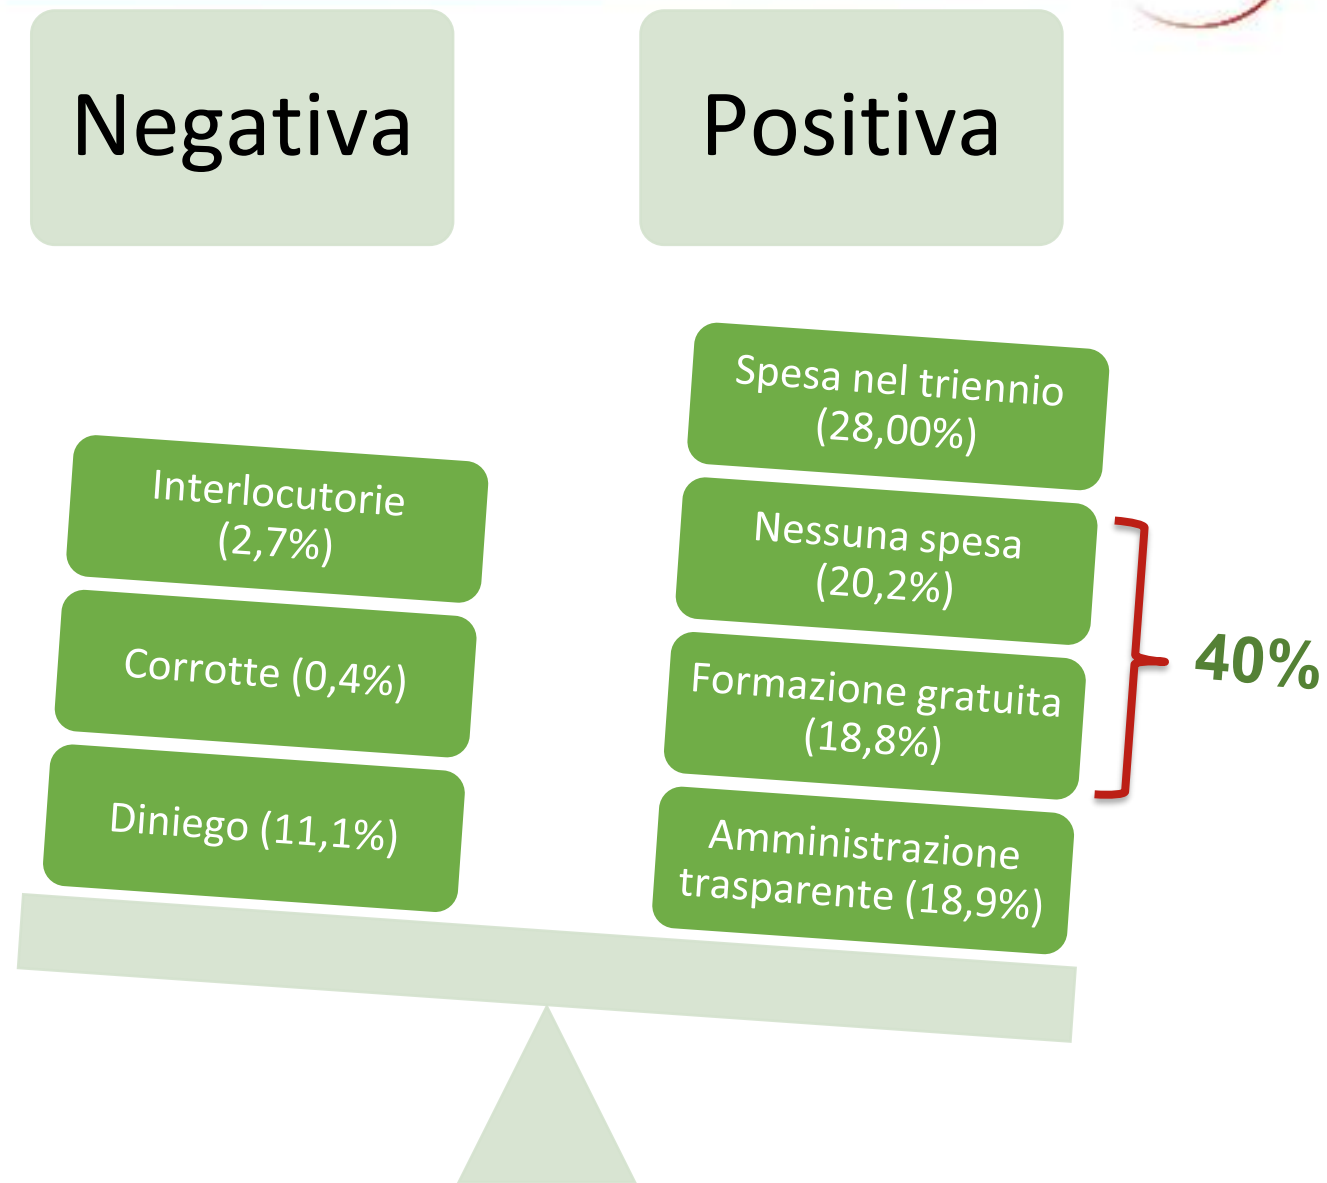 Negativa
Positiva
Interlocutorie
(2,7%)
Corrotte (0,4%)
Diniego (11,1%)
Spesa nel triennio
(28,00%)
Nessuna spesa
(20,2%)
Formazione gratuita
(18,8%)
Amministrazione
trasparente (18,9%)
40%